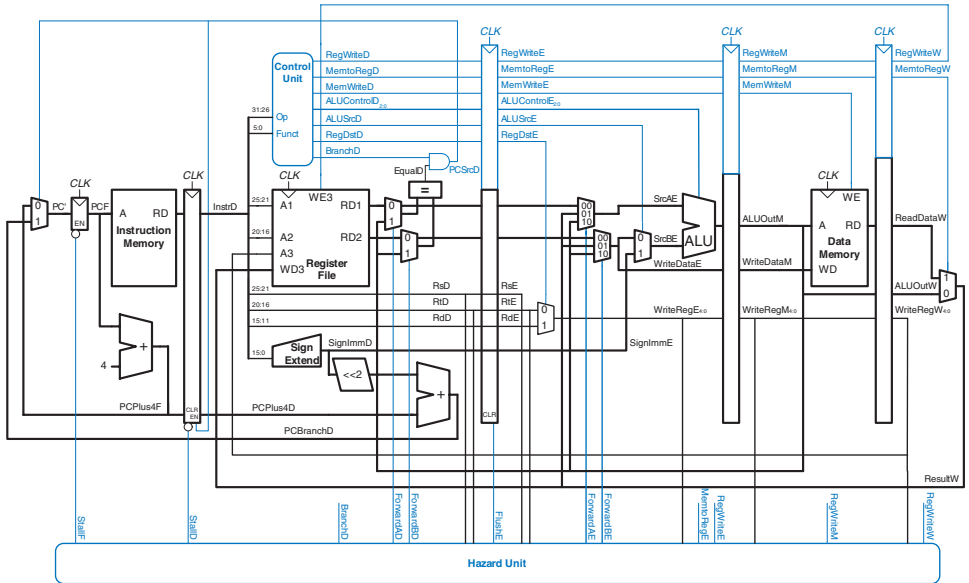 CLK
CLK
CLK
RegWriteD
RegWriteE
RegWriteM
RegWriteW
Control
Unit
MemtoRegD
MemtoRegE
MemtoRegM
MemtoRegW
MemWriteD
MemWriteE
MemWriteM
ALUControlD2:0
ALUControlE2:0
31:26
Op
ALUSrcD
ALUSrcE
5:0
Funct
RegDstD
RegDstE
BranchD
EqualD
PCSrcD
CLK
CLK
CLK
CLK
=
WE3
WE
0
1
PC'
EN
PCF
A
RD
Instruction
Memory
InstrD
25:21
A1
RD1
0
1
00
01
10
SrcAE
ALU
ALUOutM
A
RD
ReadDataW
20:16
A2
RD2
0
1
00
01
10
0
1
SrcBE
Data
Memory
A3
WD3
Register
File
WriteDataE
WriteDataM
WD
1
0
ALUOutW
25:21
RsD
RsE
20:16
RtD
RtE
0
1
WriteRegE4:0
WriteRegM4:0
WriteRegW4:0
15:11
RdD
RdE
15:0
Sign
Extend
SignImmD
SignImmE
+
4
<<2
+
PCPlus4F
CLR
EN
PCPlus4D
CLR
PCBranchD
ResultW
StallF
StallD
BranchD
ForwardAD
ForwardBD
FlushE
ForwardAE
ForwardBE
MemtoRegE
RegWriteE
RegWriteM
RegWriteW
Hazard Unit